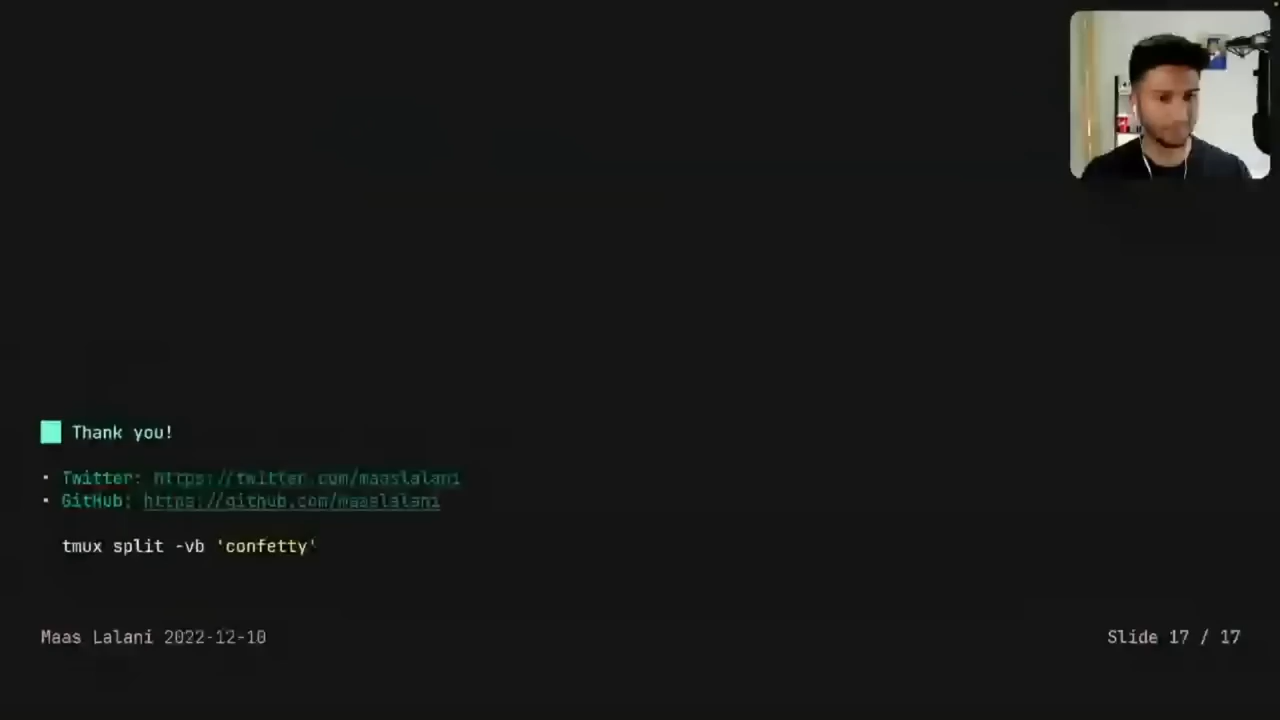 Thank you!
• Twitter: https://twitter.com/maaslalani
• GitHub: https://github.com/maaslalani
tmux split -vb 'confetty'
Maas Lalani 2022-12-10
Slide 17 / 17